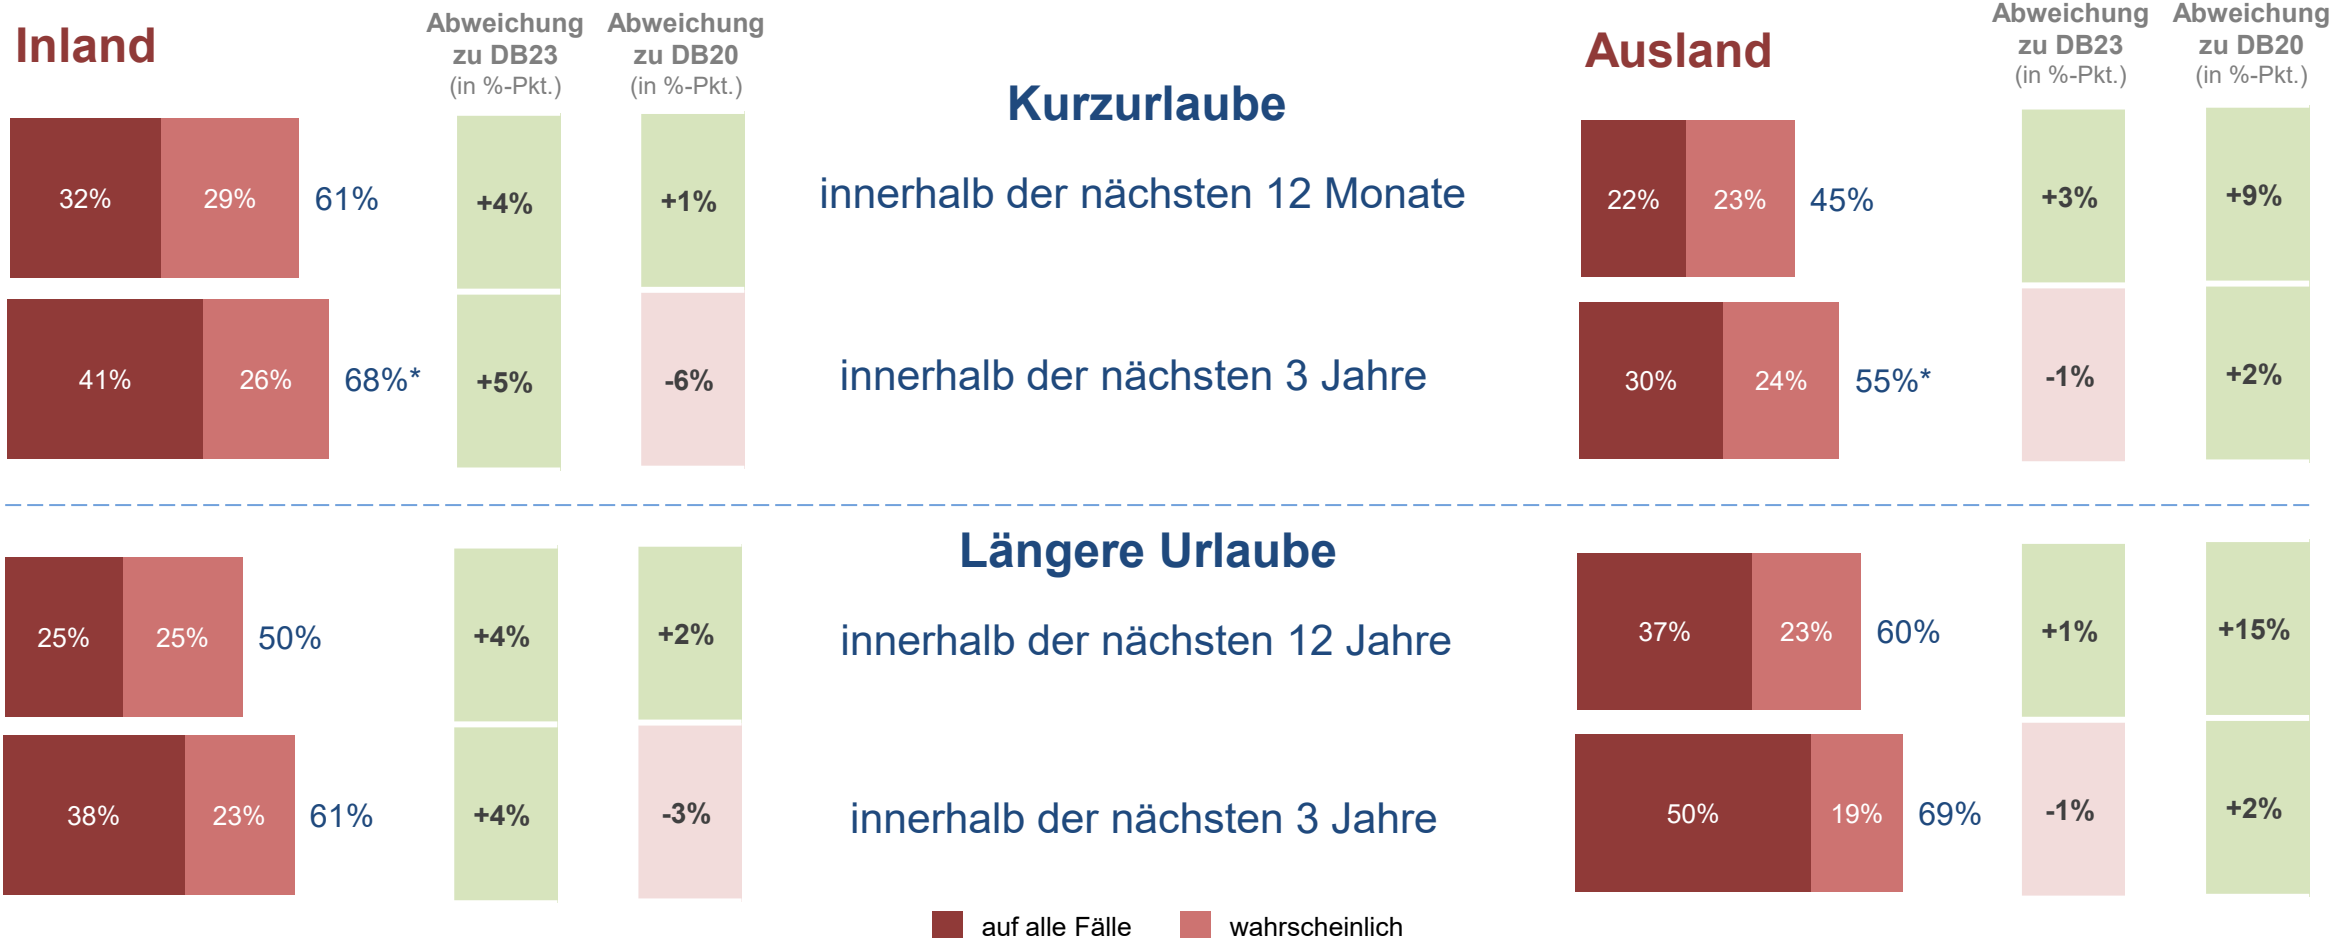 Inland
Abweichung
zu DB23
(in %-Pkt.)
Abweichung
zu DB20
(in %-Pkt.)
Ausland
Abweichung
zu DB23
(in %-Pkt.)
Abweichung
zu DB20
(in %-Pkt.)
Kurzurlaube
32% 29% 61% +4% +1% innerhalb der nächsten 12 Monate 22% 23% 45% +3% +9%
41% 26% 68%* +5% -6% innerhalb der nächsten 3 Jahre 30% 24% 55%* -1% +2%
Längere Urlaube
25% 25% 50% +4% +2% innerhalb der nächsten 12 Jahre 37% 23% 60% +1% +15%
38% 23% 61% +4% -3% innerhalb der nächsten 3 Jahre 50% 19% 69% -1% +2%
auf alle Fälle wahrscheinlich